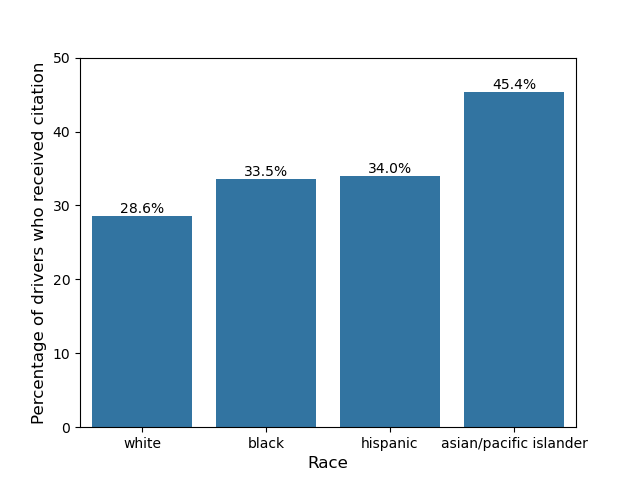 Percentage of drivers who received citation
50
40
30
20
10
0
28.6%
33.5%
34.0%
45.4%
white
black
hispanic
asian/pacific islander
Race